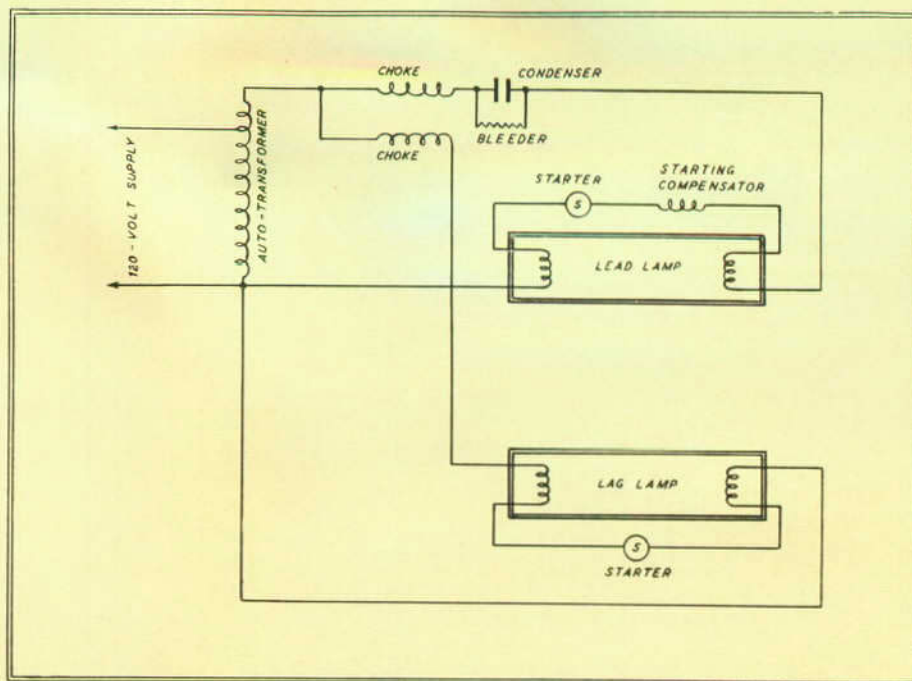 CHOKE
CONDENSER
BLEEDER
CHOKE
120-VOLT SUPPLY
AUTO-TRANSFORMER
STARTER
S
STARTING
COMPENSATOR
LEAD LAMP
LAG LAMP
S
STARTER